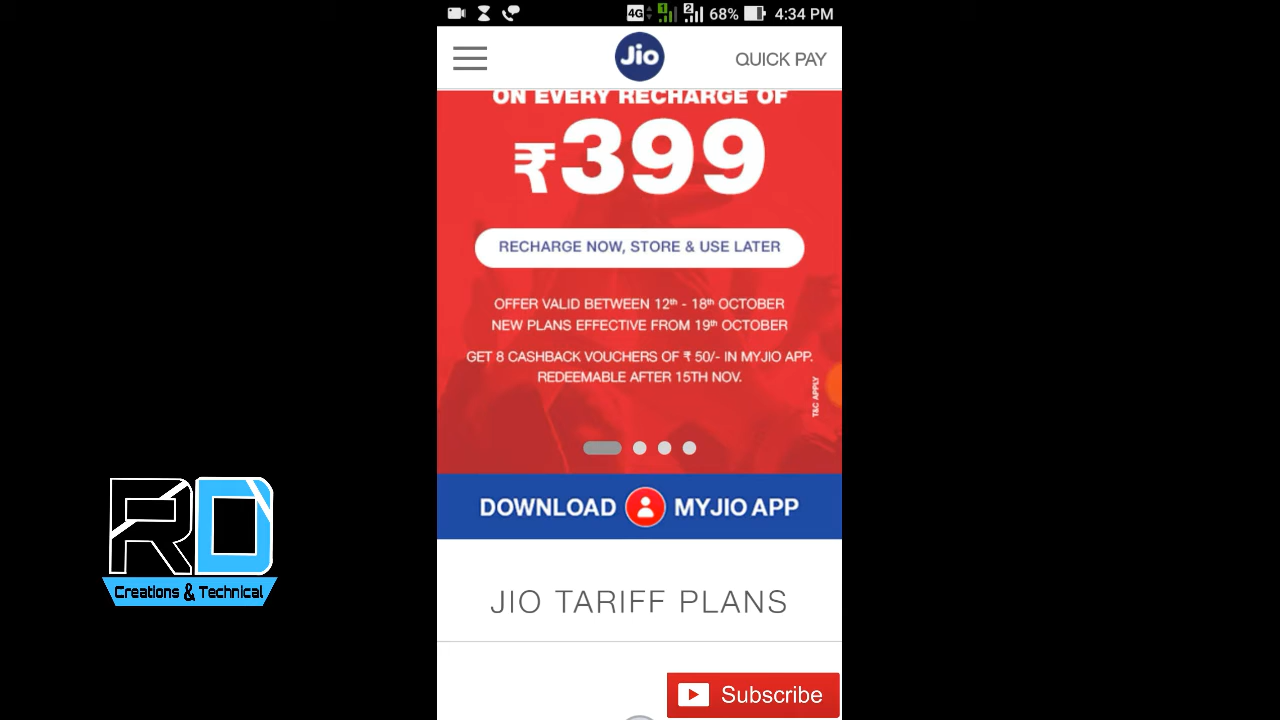 4G 1 2 68% 4:34 PM
Jio QUICK PAY
ON EVERY RECHARGE OF
₹399
RECHARGE NOW, STORE & USE LATER
OFFER VALID BETWEEN 12th - 18th OCTOBER
NEW PLANS EFFECTIVE FROM 19th OCTOBER
GET 8 CASHBACK VOUCHERS OF ₹ 50/- IN MYJIO APP.
REDEEMABLE AFTER 15TH NOV.
T&C APPLY
DOWNLOAD MYJIO APP
JIO TARIFF PLANS
RD
Creations & Technical
Subscribe